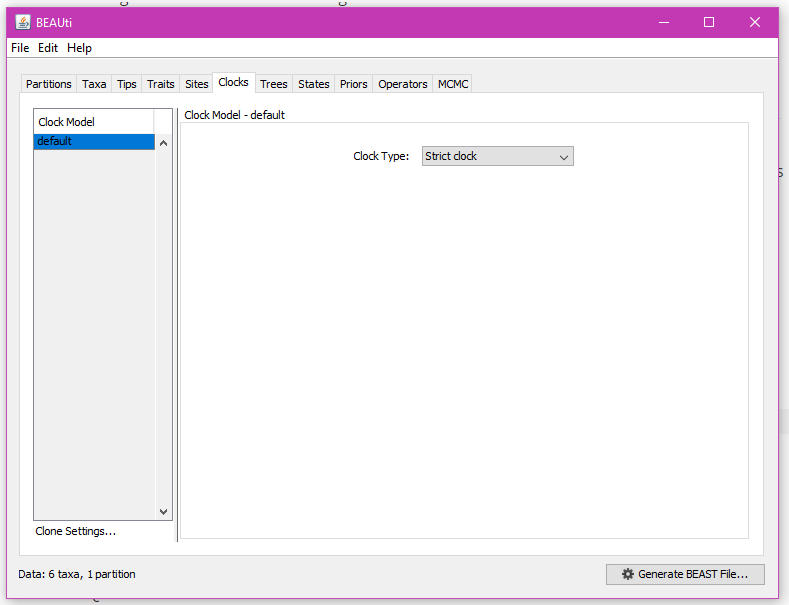 BEAUti
File Edit Help
Partitions Taxa Tips Traits Sites Clocks Trees States Priors Operators MCMC
Clock Model
default
Clock Model - default
Clock Type: Strict clock
Clone Settings...
Data: 6 taxa, 1 partition
Generate BEAST File...